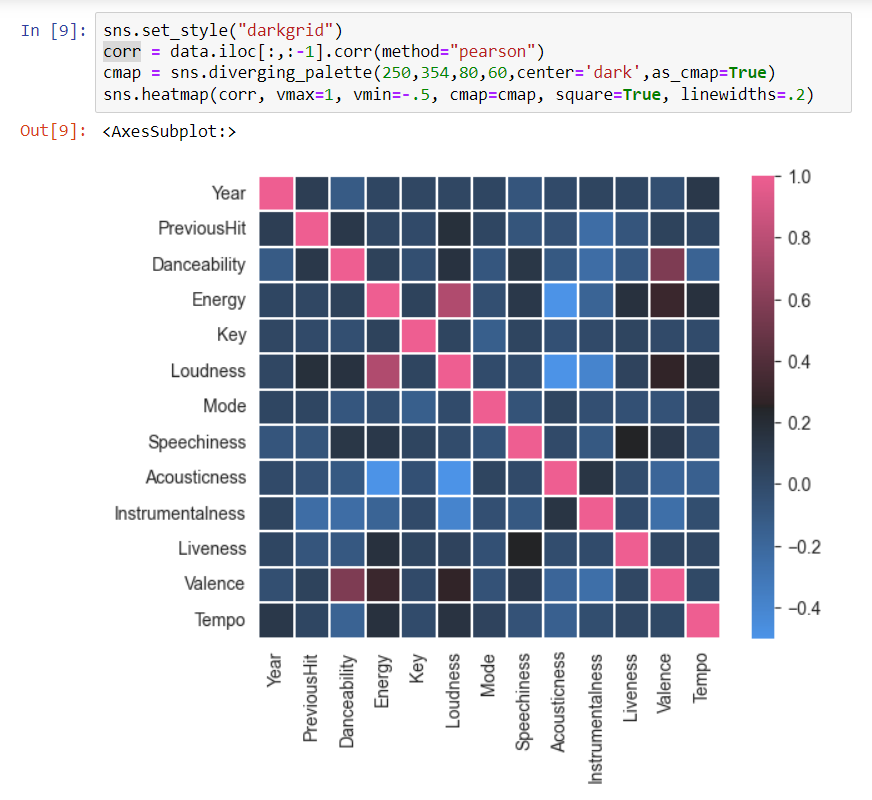 In [9]: sns.set_style("darkgrid")
corr = data.iloc[:,:-1].corr(method="pearson")
cmap = sns.diverging_palette(250,354,80,60,center='dark',as_cmap=True)
sns.heatmap(corr, vmax=1, vmin=-.5, cmap=cmap, square=True, linewidths=.2)
Out[9]: <AxesSubplot:>
Year
PreviousHit
Danceability
Energy
Key
Loudness
Mode
Speechiness
Acousticness
Instrumentalness
Liveness
Valence
Tempo
Year
PreviousHit
Danceability
Energy
Key
Loudness
Mode
Speechiness
Acousticness
Instrumentalness
Liveness
Valence
Tempo
1.0
0.8
0.6
0.4
0.2
0.0
−0.2
−0.4